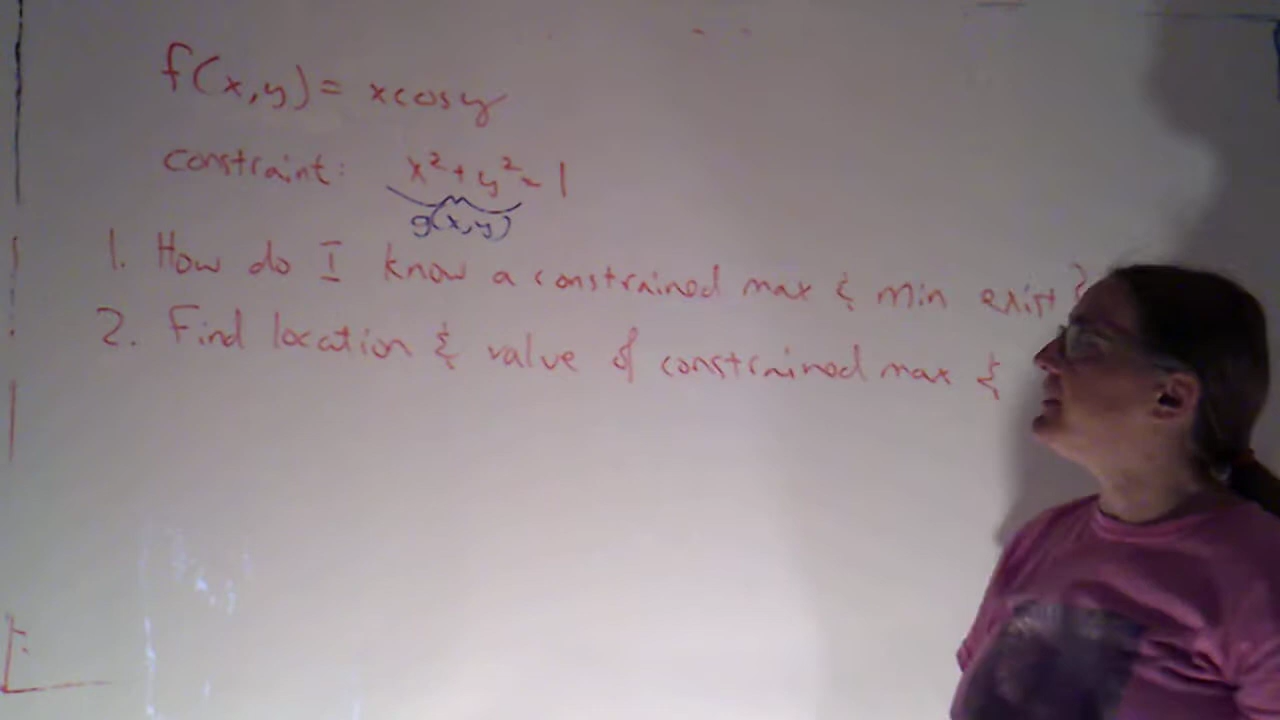 f(x,y) = xcosy
constraint: x²+y² = 1
g(x,y)
1. How do I know a constrained max & min exist?
2. Find location & value of constrained max &